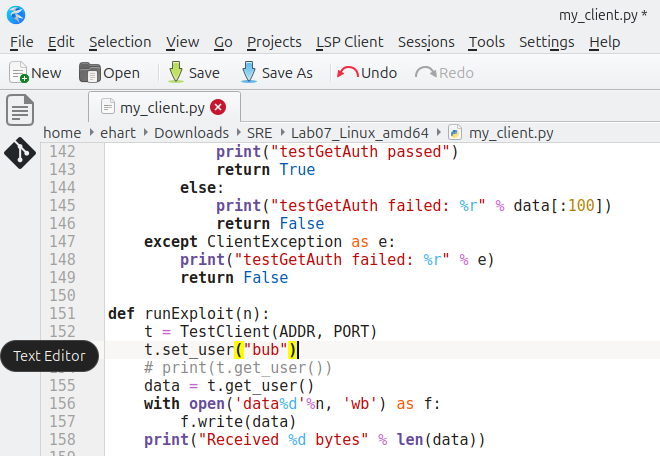 my_client.py *
File Edit Selection View Go Projects LSP Client Sessions Tools Settings Help
New Open Save Save As Undo Redo
my_client.py
home ehart Downloads SRE Lab07_Linux_amd64 my_client.py
142 print("testGetAuth passed")
143 return True
144 else:
145 print("testGetAuth failed: %r" % data[:100])
146 return False
147 except ClientException as e:
148 print("testGetAuth failed: %r" % e)
149 return False
150
151 def runExploit(n):
152 t = TestClient(ADDR, PORT)
t.set_user("bub")
Text Editor
# print(t.get_user())
155 data = t.get_user()
156 with open('data%d'%n, 'wb') as f:
157 f.write(data)
158 print("Received %d bytes" % len(data))